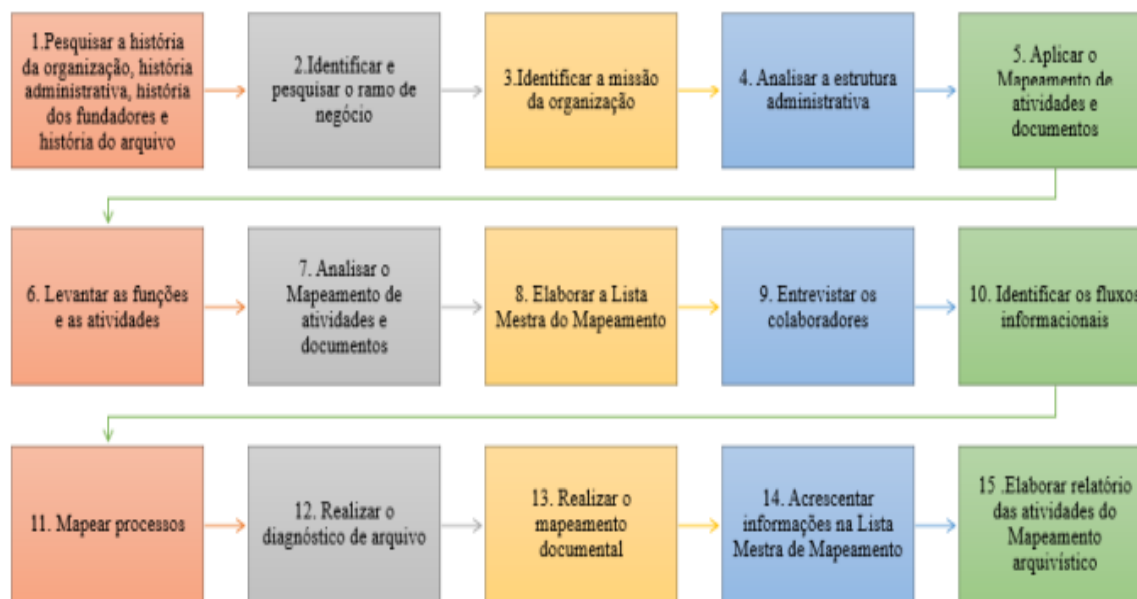 1.Pesquisar a história
da organização, história
administrativa, história
dos fundadores e
história do arquivo
2.Identificar e
pesquisar o ramo de
negócio
3.Identificar a missão
da organização
4. Analisar a estrutura
administrativa
5. Aplicar o
Mapeamento de
atividades e
documentos
6. Levantar as funções
e as atividades
7. Analisar o
Mapeamento de
atividades e
documentos
8. Elaborar a Lista
Mestra do Mapeamento
9. Entrevistar os
colaboradores
10. Identificar os fluxos
informacionais
11. Mapear processos
12. Realizar o
diagnóstico de arquivo
13. Realizar o
mapeamento
documental
14. Acrescentar
informações na Lista
Mestra de Mapeamento
15 .Elaborar relatório
das atividades do
Mapeamento
arquivístico